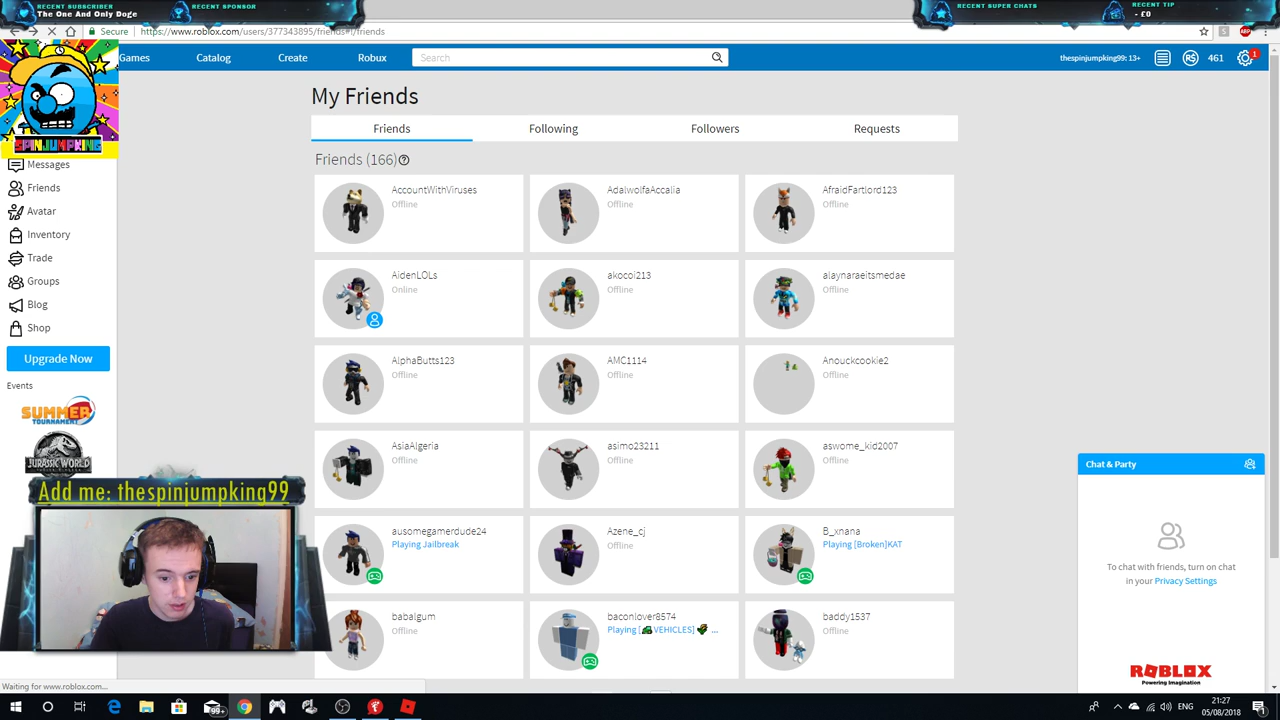 RECENT SUBSCRIBER
The One And Only Doge
RECENT SPONSOR
RECENT SUPER CHATS
RECENT TIP
- £0
Secure
https://www.roblox.com/users/377343895/friends#!/friends
ABP
Games
Catalog
Create
Robux
Search
thespinjumpking99: 13+
461
1
SPINJUMPKING
Messages
Friends
Avatar
Inventory
Trade
Groups
Blog
Shop
Upgrade Now
Events
SUMMER
TOURNAMENT
JURASSIC WORLD
Add me: thespinjumpking99
My Friends
Friends
Following
Followers
Requests
Friends (166)
AccountWithViruses
Offline
AdalwolfaAccalia
Offline
AfraidFartlord123
Offline
AidenLOLs
Online
akocoi213
Offline
alaynaraeitsmedae
Offline
AlphaButts123
Offline
AMC1114
Offline
Anouckcookie2
Offline
AsiaAlgeria
Offline
asimo23211
Offline
aswome_kid2007
Offline
ausomegamerdude24
Playing Jailbreak
Azene_cj
Offline
B_xnana
Playing [Broken]KAT
babalgum
Offline
baconlover8574
Playing [🚙VEHICLES] ...
baddy1537
Offline
Chat & Party
To chat with friends, turn on chat
in your Privacy Settings
ROBLOX
Powering Imagination
Waiting for www.roblox.com...
99+
ENG
21:27
05/08/2018
1